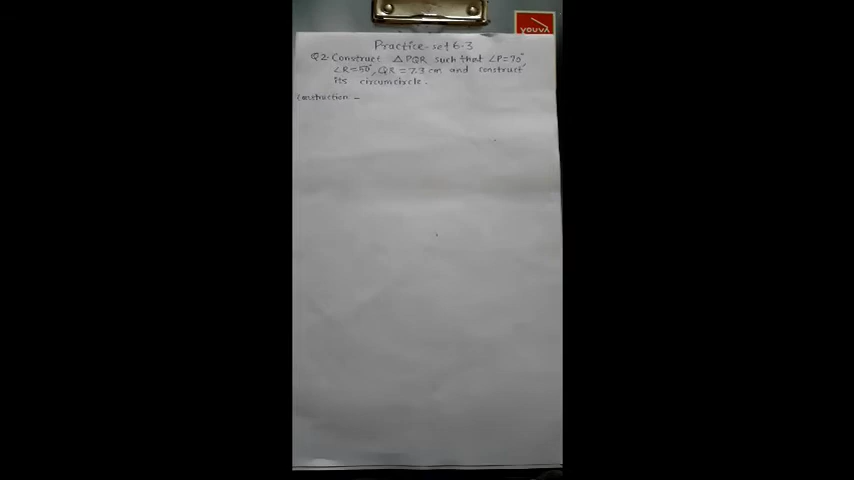 YOUVA
Practice-set 6.3
Q2. Construct △PQR such that ∠P=70°,
∠R=50°, QR=7.3 cm and construct
its circumcircle.
Construction -